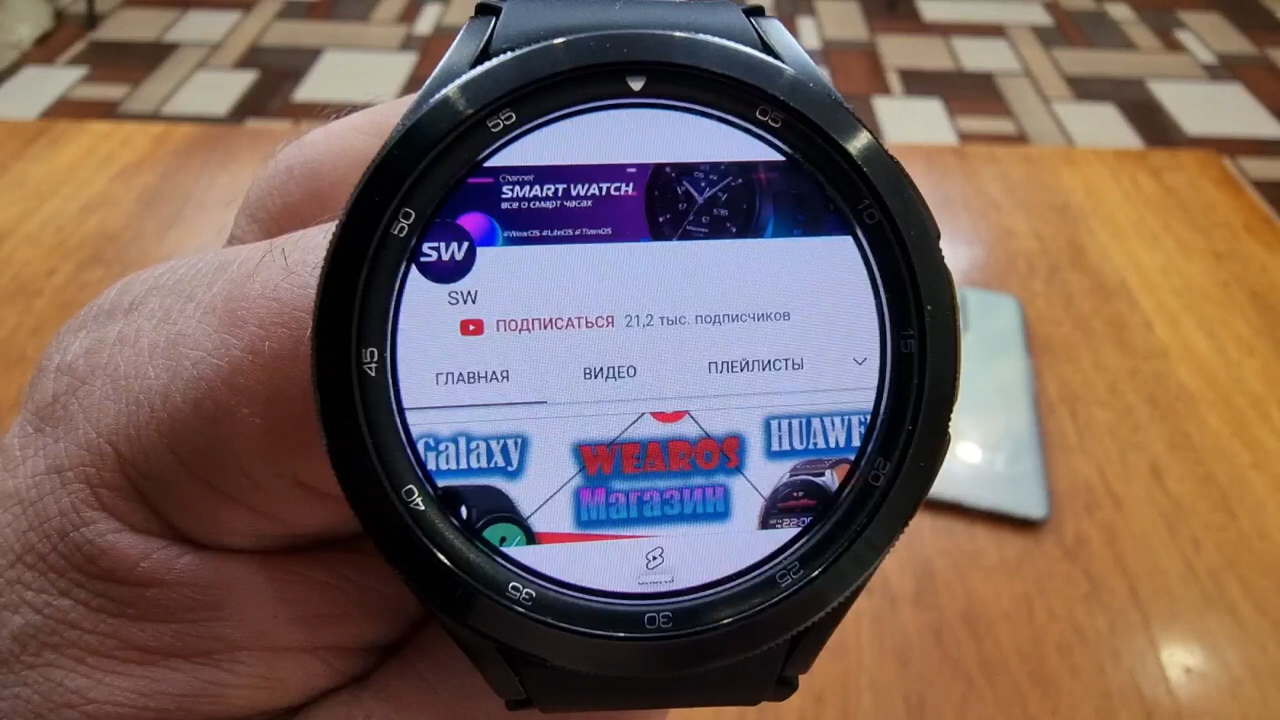 55
05
50
10
45
15
40
20
35
30
25
Channel
SMART WATCH
ВСЕ О СМАРТ ЧАСАХ
#WearOS #LiteOS #TizenOS
SW
SW
ПОДПИСАТЬСЯ 21,2 тыс. подписчиков
ГЛАВНАЯ ВИДЕО ПЛЕЙЛИСТЫ
Galaxy WEAROS
Магазин